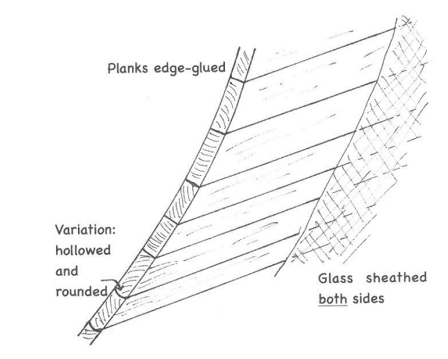 Planks edge-glued
Variation:
hollowed
and
rounded
Glass sheathed
both sides